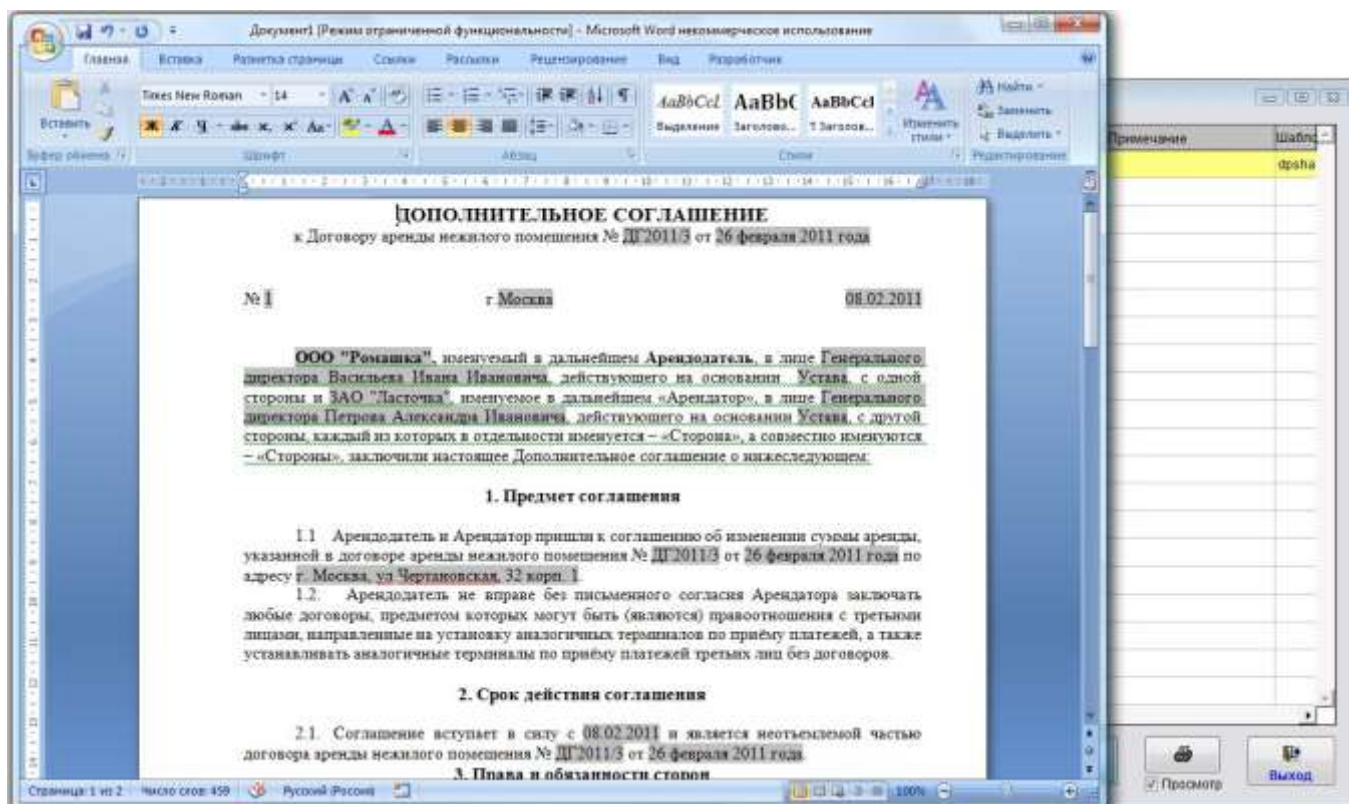 Документ1 [Режим ограниченной функциональности] - Microsoft Word некоммерческое использование
Главная Вставка Разметка страницы Ссылки Рассылки Рецензирование Вид Разработчик
Вставить
Times New Roman 14
Ж К Ч abc x, x' Aa
AaBbCcI AaBbC AaBbCcI
Выделение Заголово... 1 Заголов...
Изменить стили
Найти
Заменить
Выделить
Буфер обмена Шрифт Абзац Стили Редактирование
Примечание Шабло
dpsha
ДОПОЛНИТЕЛЬНОЕ СОГЛАШЕНИЕ
к Договору аренды нежилого помещения № ДГ2011/3 от 26 февраля 2011 года
№ 1 г.Москва 08.02.2011
ООО "Ромашка", именуемый в дальнейшем Арендодатель, в лице Генерального
директора Васильева Ивана Ивановича, действующего на основании Устава, с одной
стороны и ЗАО "Ласточка", именуемое в дальнейшем «Арендатор», в лице Генерального
директора Петрова Александра Ивановича, действующего на основании Устава, с другой
стороны, каждый из которых в отдельности именуется – «Сторона», а совместно именуются
– «Стороны», заключили настоящее Дополнительное соглашение о нижеследующем:
1. Предмет соглашения
1.1 Арендодатель и Арендатор пришли к соглашению об изменении суммы аренды,
указанной в договоре аренды нежилого помещения № ДГ2011/3 от 26 февраля 2011 года по
адресу г. Москва, ул Чертановская, 32 корп. 1.
1.2. Арендодатель не вправе без письменного согласия Арендатора заключать
любые договоры, предметом которых могут быть (являются) правоотношения с третьими
лицами, направленные на установку аналогичных терминалов по приёму платежей, а также
устанавливать аналогичные терминалы по приёму платежей третьих лиц без договоров.
2. Срок действия соглашения
2.1. Соглашение вступает в силу с 08.02.2011 и является неотъемлемой частью
договора аренды нежилого помещения № ДГ2011/3 от 26 февраля 2011 года.
3. Права и обязанности сторон
Страница: 1 из 2 Число слов: 459 Русский (Россия) 100%
Просмотр
Выход